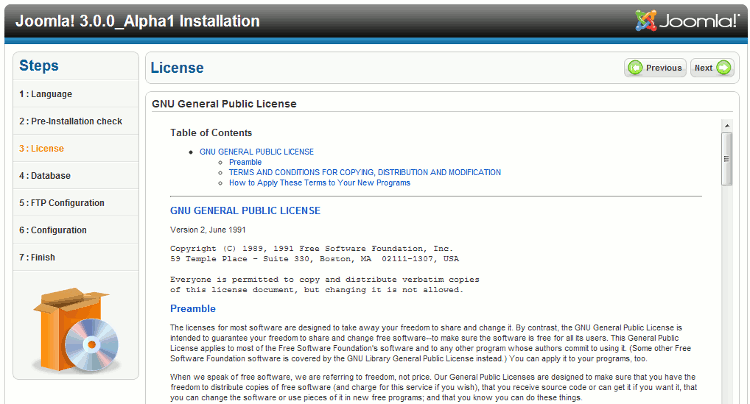 Joomla! 3.0.0_Alpha1 Installation
Joomla!
Steps
1 : Language
2 : Pre-Installation check
3 : License
4 : Database
5 : FTP Configuration
6 : Configuration
7 : Finish
License
Previous
Next
GNU General Public License
Table of Contents
GNU GENERAL PUBLIC LICENSE
Preamble
TERMS AND CONDITIONS FOR COPYING, DISTRIBUTION AND MODIFICATION
How to Apply These Terms to Your New Programs
GNU GENERAL PUBLIC LICENSE
Version 2, June 1991
Copyright (C) 1989, 1991 Free Software Foundation, Inc.
59 Temple Place - Suite 330, Boston, MA 02111-1307, USA
Everyone is permitted to copy and distribute verbatim copies
of this license document, but changing it is not allowed.
Preamble
The licenses for most software are designed to take away your freedom to share and change it. By contrast, the GNU General Public License is
intended to guarantee your freedom to share and change free software--to make sure the software is free for all its users. This General Public
License applies to most of the Free Software Foundation's software and to any other program whose authors commit to using it. (Some other Free
Software Foundation software is covered by the GNU Library General Public License instead.) You can apply it to your programs, too.
When we speak of free software, we are referring to freedom, not price. Our General Public Licenses are designed to make sure that you have the
freedom to distribute copies of free software (and charge for this service if you wish), that you receive source code or can get it if you want it, that
you can change the software or use pieces of it in new free programs; and that you know you can do these things.